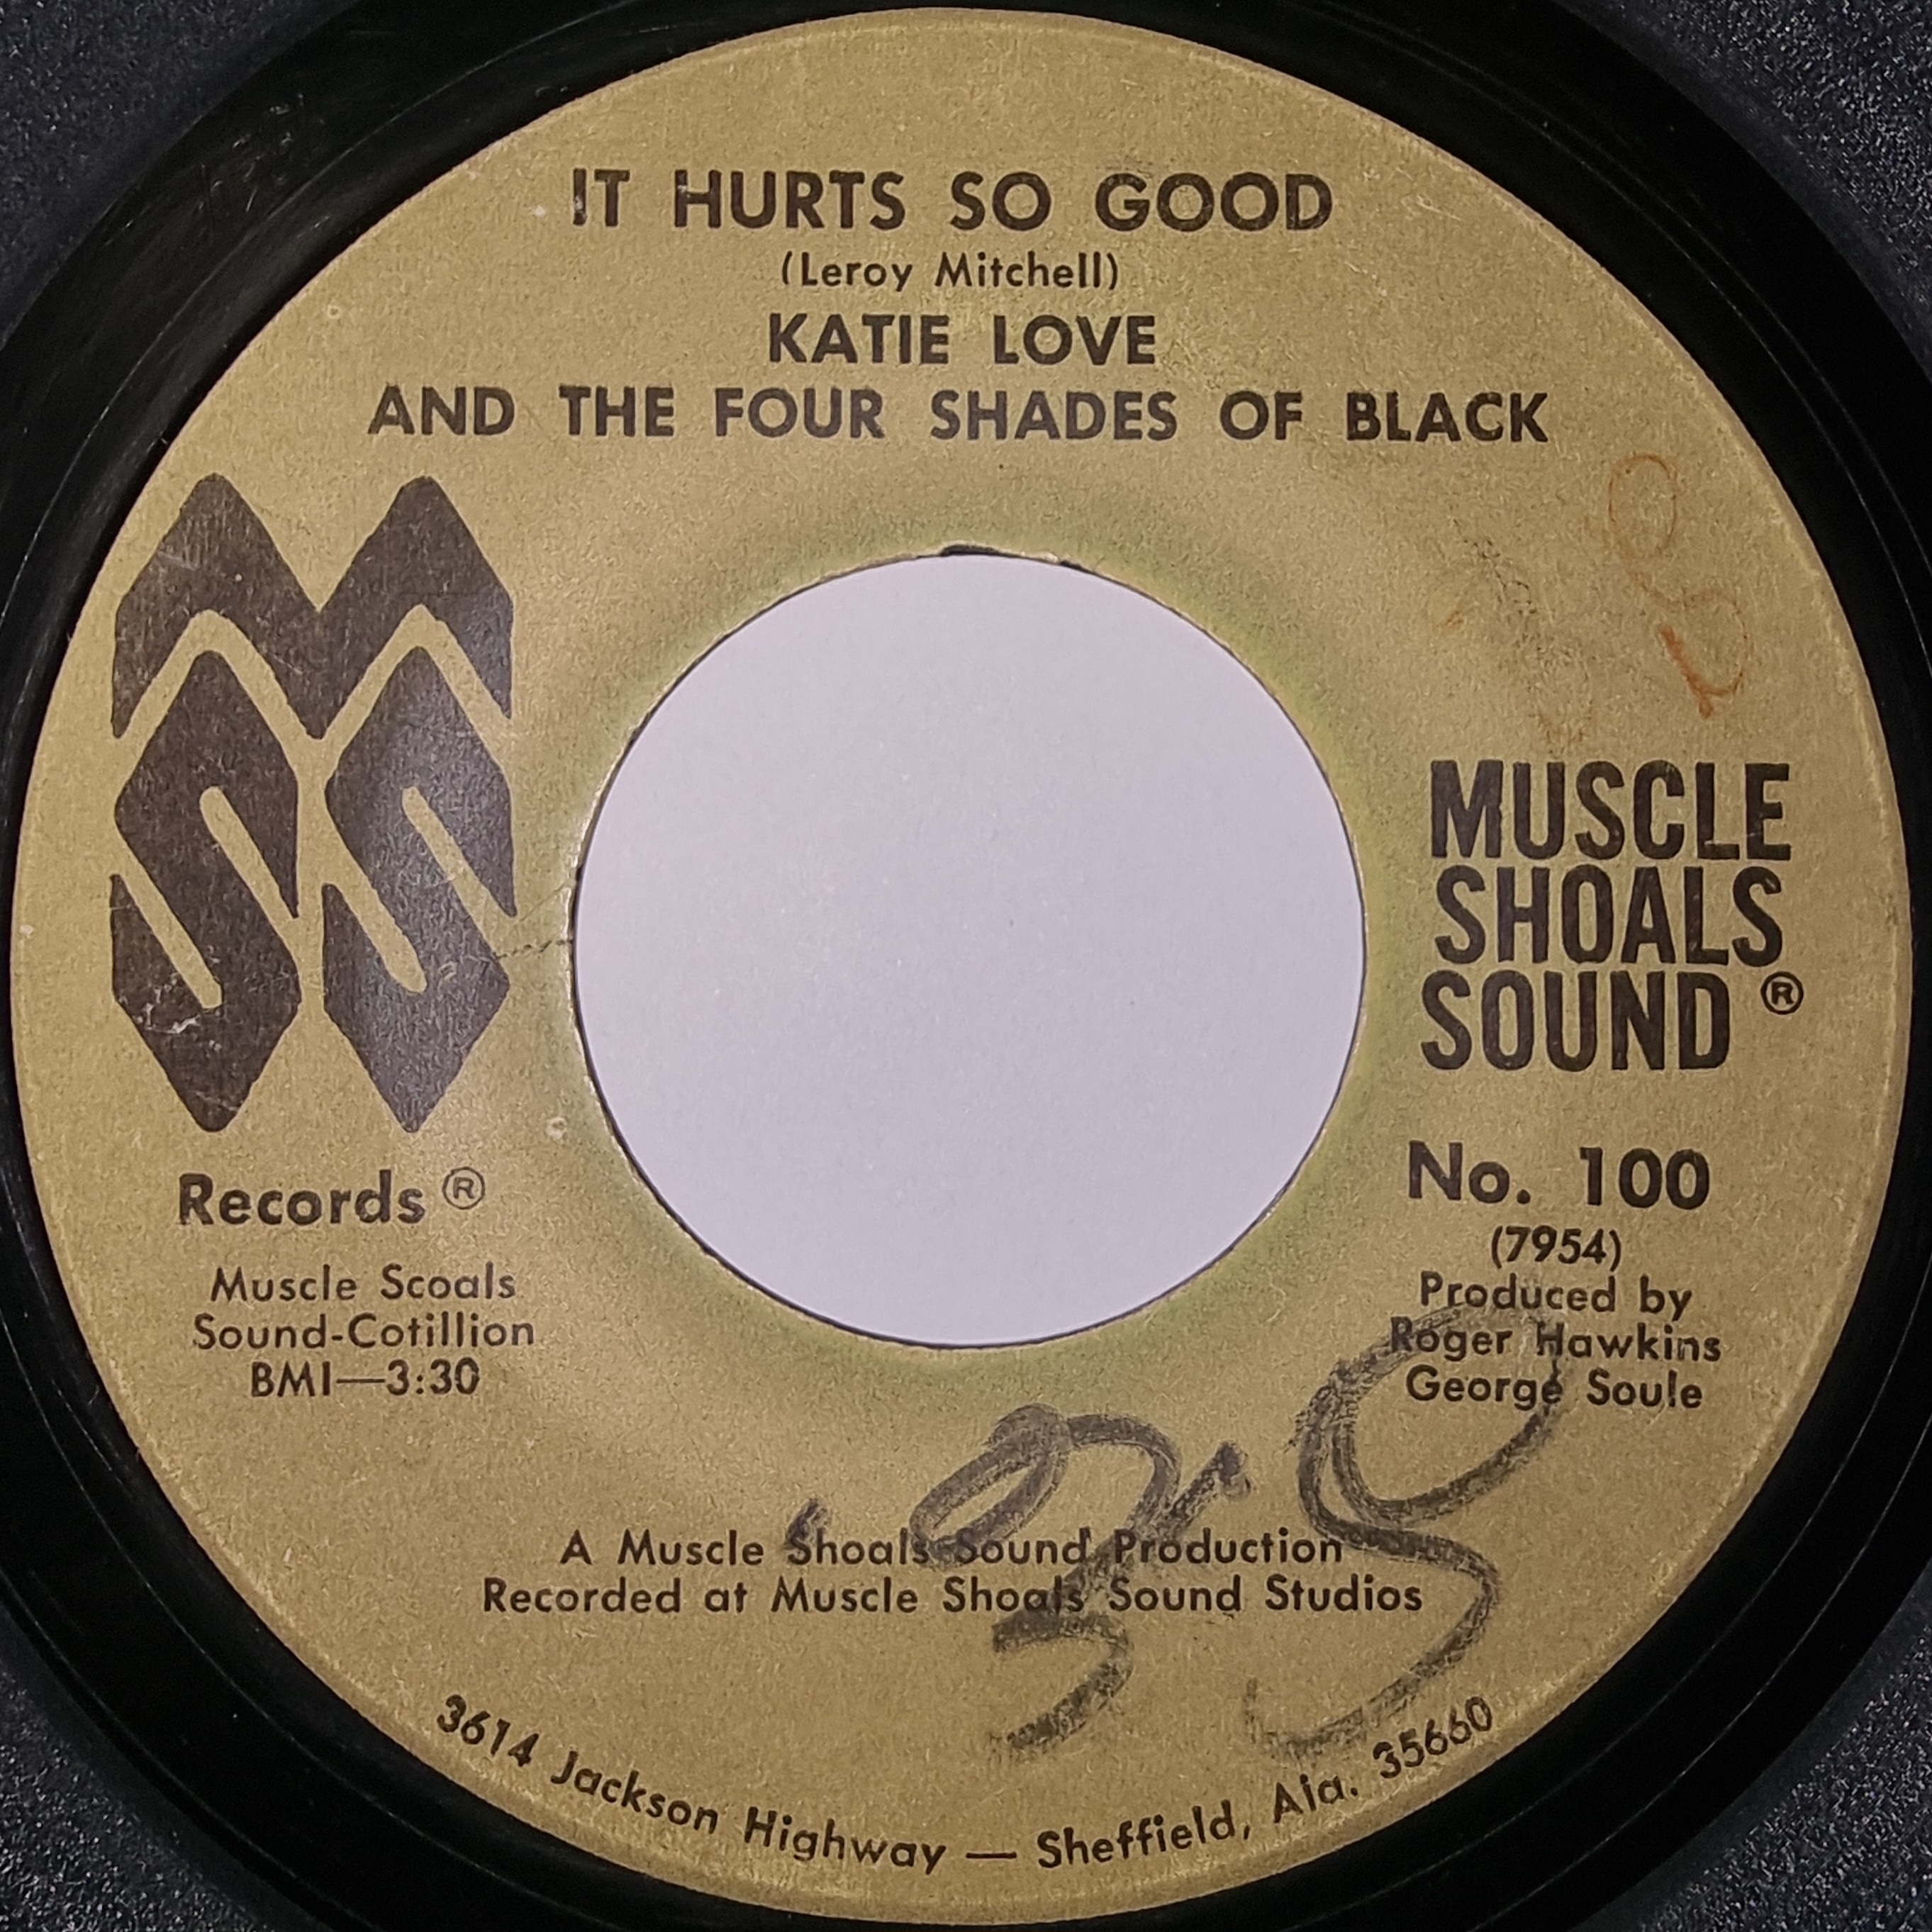 IT HURTS SO GOOD
(Leroy Mitchell)
KATIE LOVE
AND THE FOUR SHADES OF BLACK
MSS
Records ®
Muscle Scoals
Sound-Cotillion
BMI—3:30
MUSCLE
SHOALS
SOUND ®
No. 100
(7954)
Produced by
Roger Hawkins
George Soule
A Muscle Shoals Sound Production
Recorded at Muscle Shoals Sound Studios
3614 Jackson Highway — Sheffield, Ala. 35660